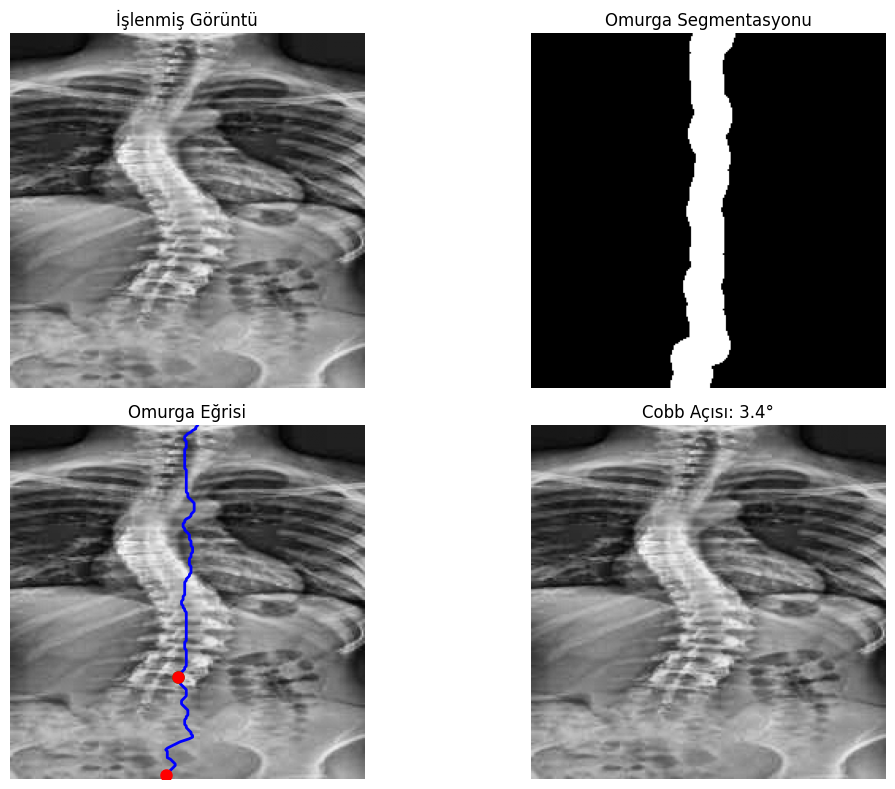 İşlenmiş Görüntü
Omurga Segmentasyonu
Omurga Eğrisi
Cobb Açısı: 3.4°